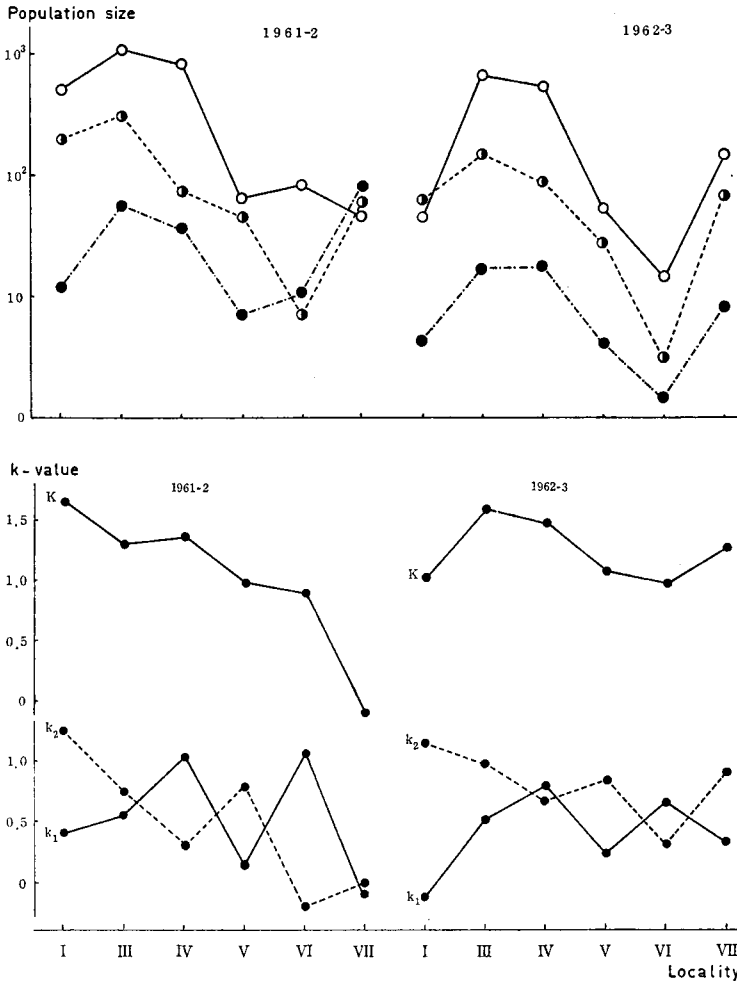 Population size
1961-2
1962-3
10³
10²
10
0
k-value
1961-2
1962-3
K
K
1,5
1,0
0,5
0
k₂
k₂
1,0
0,5
k₁
0
k₁
I III IV V VI VII
I III IV V VI VII
Locality